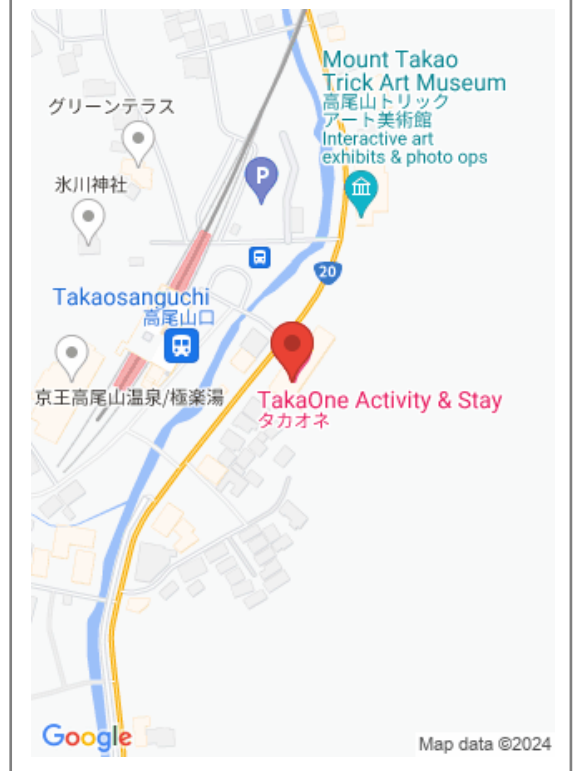 Mount Takao
Trick Art Museum
高尾山トリック
アート美術館
Interactive art
exhibits & photo ops
グリーンテラス
P
氷川神社
20
Takaosanguchi
高尾山口
京王高尾山温泉/極楽湯
TakaOne Activity & Stay
タカオネ
Google
Map data ©2024